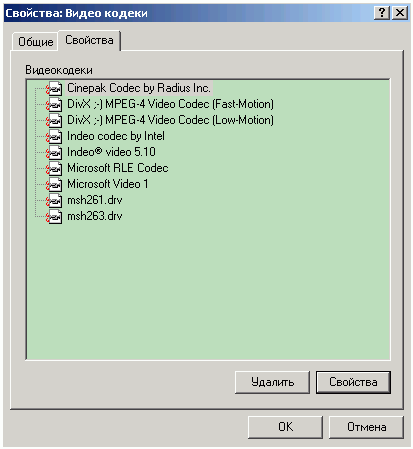 Свойства: Видео кодеки
Общие
Свойства
Видеокодеки
Cinepak Codec by Radius Inc.
DivX ;-) MPEG-4 Video Codec (Fast-Motion)
DivX ;-) MPEG-4 Video Codec (Low-Motion)
Indeo codec by Intel
Indeo® video 5.10
Microsoft RLE Codec
Microsoft Video 1
msh261.drv
msh263.drv
Удалить
Свойства
OK
Отмена